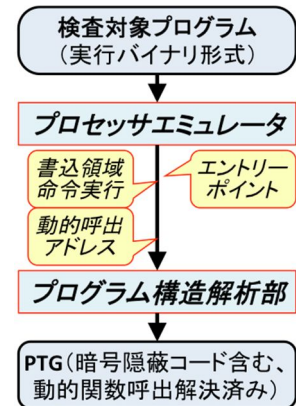 検査対象プログラム
（実行バイナリ形式）
プロセッサエミュレータ
書込領域
命令実行
エントリー
ポイント
動的呼出
アドレス
プログラム構造解析部
PTG（暗号隠蔽コード含む、
動的関数呼出解決済み）